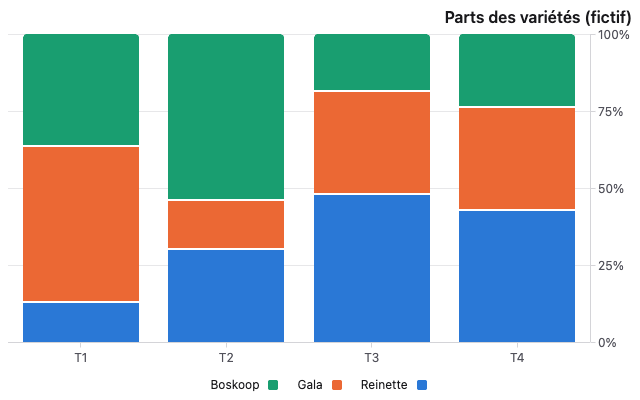 Parts des variétés (fictif)
100%
75%
50%
25%
0%
T1 T2 T3 T4
Boskoop Gala Reinette